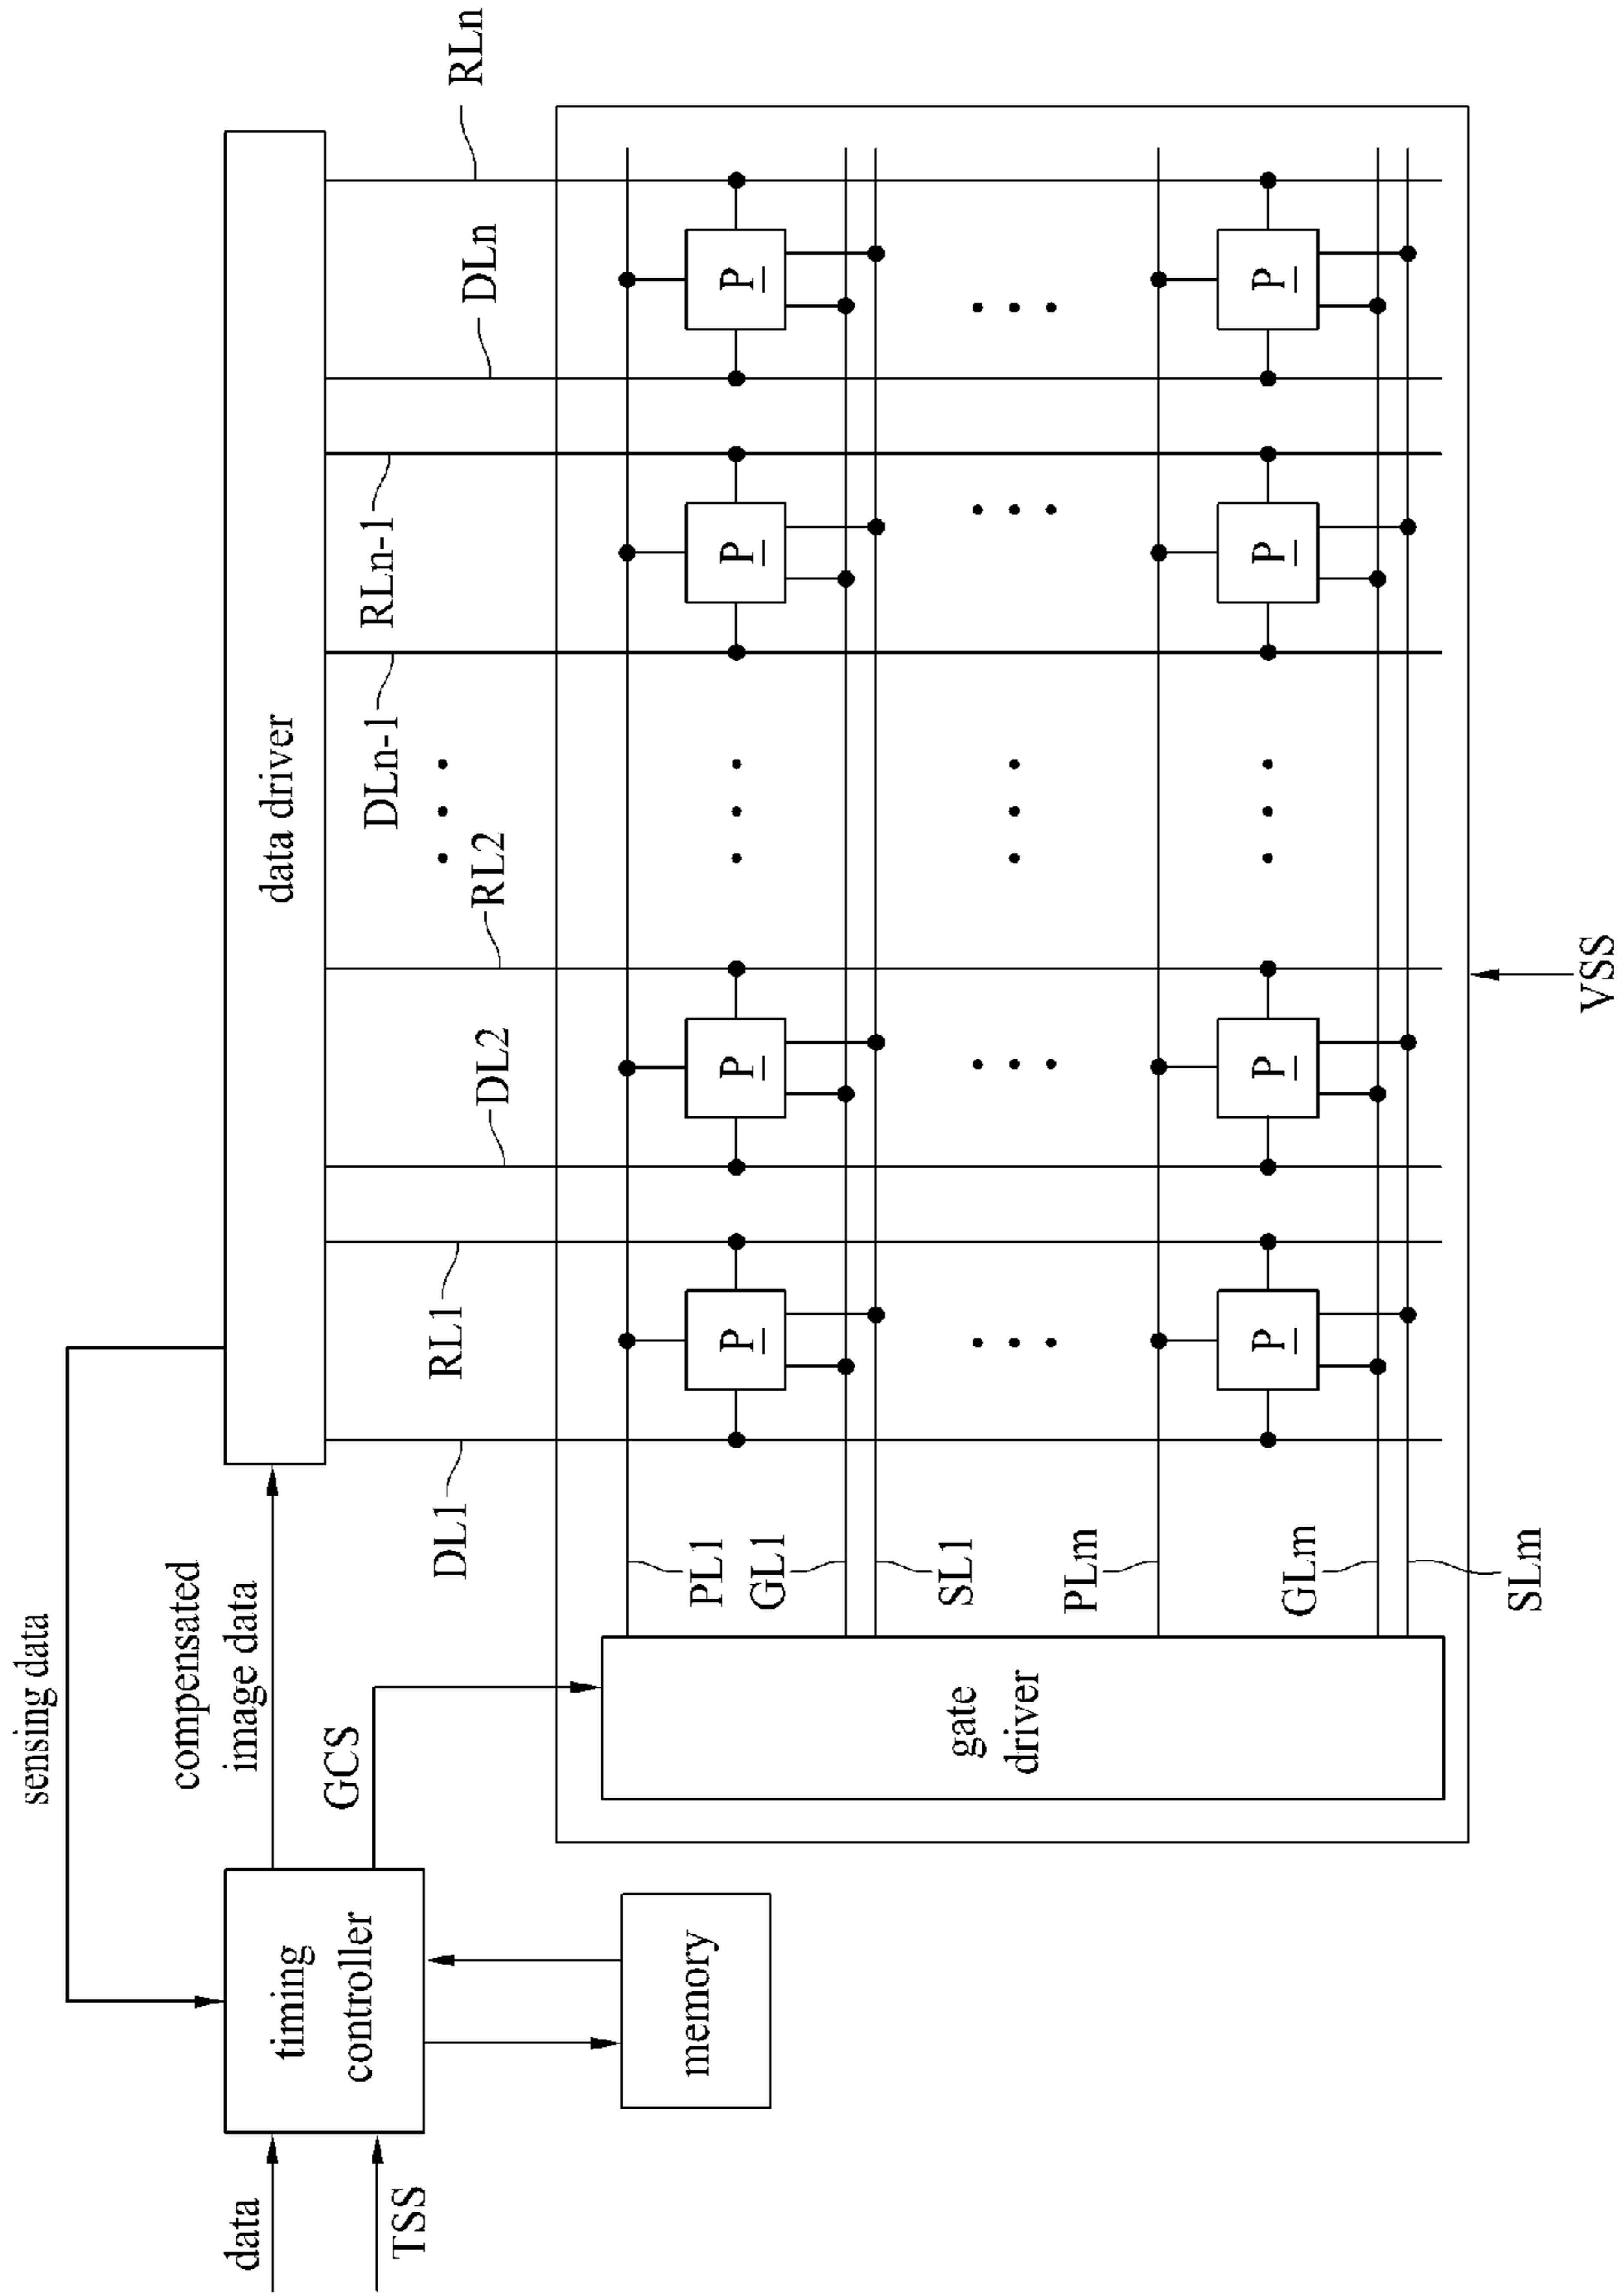 sensing data
compensated
image data
data driver
data
TSS
timing
controller
GCS
memory
DL1
RL1
DL2
RL2
DLn-1
RLn-1
DLn
RLn
gate
driver
PL1
GL1
SL1
PLm
GLm
SLm
P
P
P
P
P
P
P
P
VSS